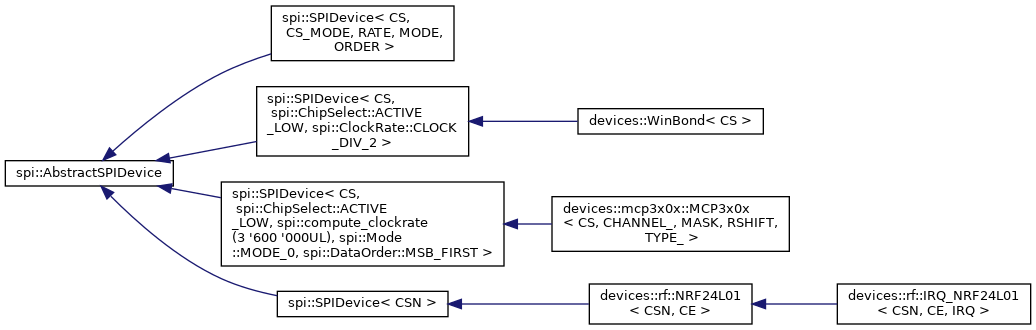 spi::SPIDevice< CS,
CS_MODE, RATE, MODE,
ORDER >
spi::SPIDevice< CS,
spi::ChipSelect::ACTIVE
_LOW, spi::ClockRate::CLOCK
_DIV_2 >
devices::WinBond< CS >
spi::AbstractSPIDevice
spi::SPIDevice< CS,
spi::ChipSelect::ACTIVE
_LOW, spi::compute_clockrate
(3 '600 '000UL), spi::Mode
::MODE_0, spi::DataOrder::MSB_FIRST >
devices::mcp3x0x::MCP3x0x
< CS, CHANNEL_, MASK, RSHIFT,
TYPE_ >
spi::SPIDevice< CSN >
devices::rf::NRF24L01
< CSN, CE >
devices::rf::IRQ_NRF24L01
< CSN, CE, IRQ >